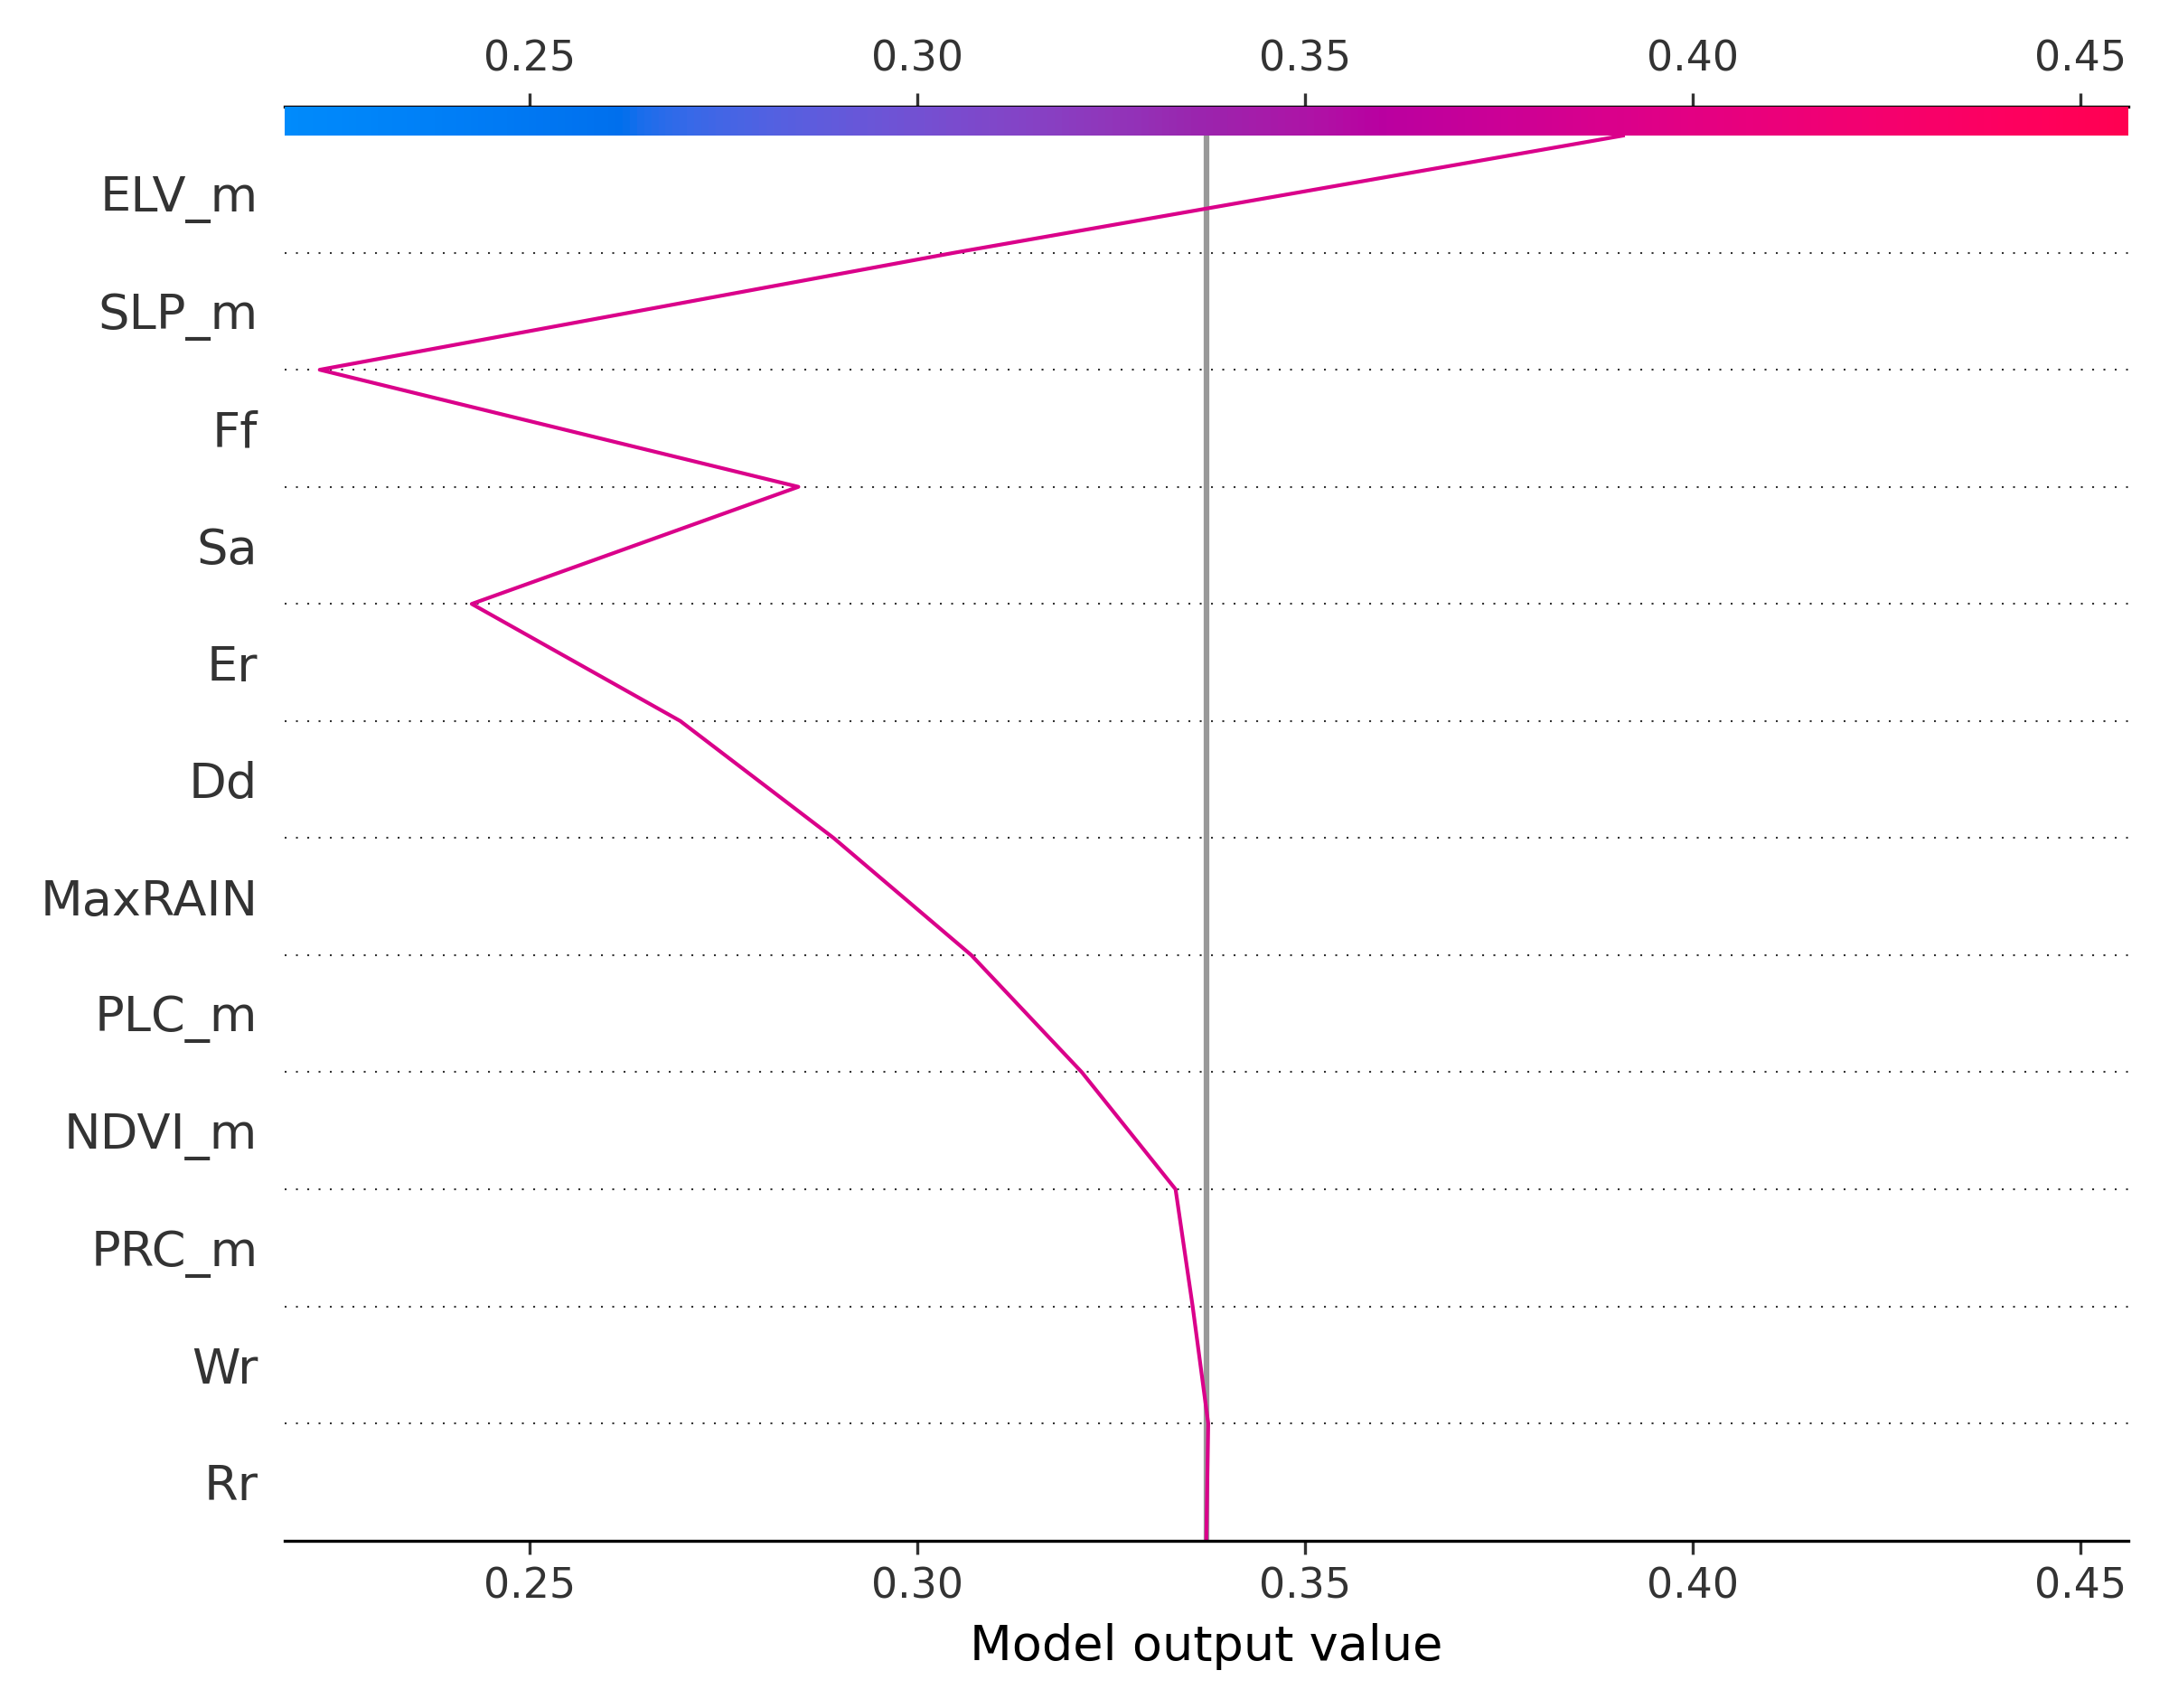 0.25 0.30 0.35 0.40 0.45
ELV_m
SLP_m
Ff
Sa
Er
Dd
MaxRAIN
PLC_m
NDVI_m
PRC_m
Wr
Rr
0.25 0.30 0.35 0.40 0.45
Model output value